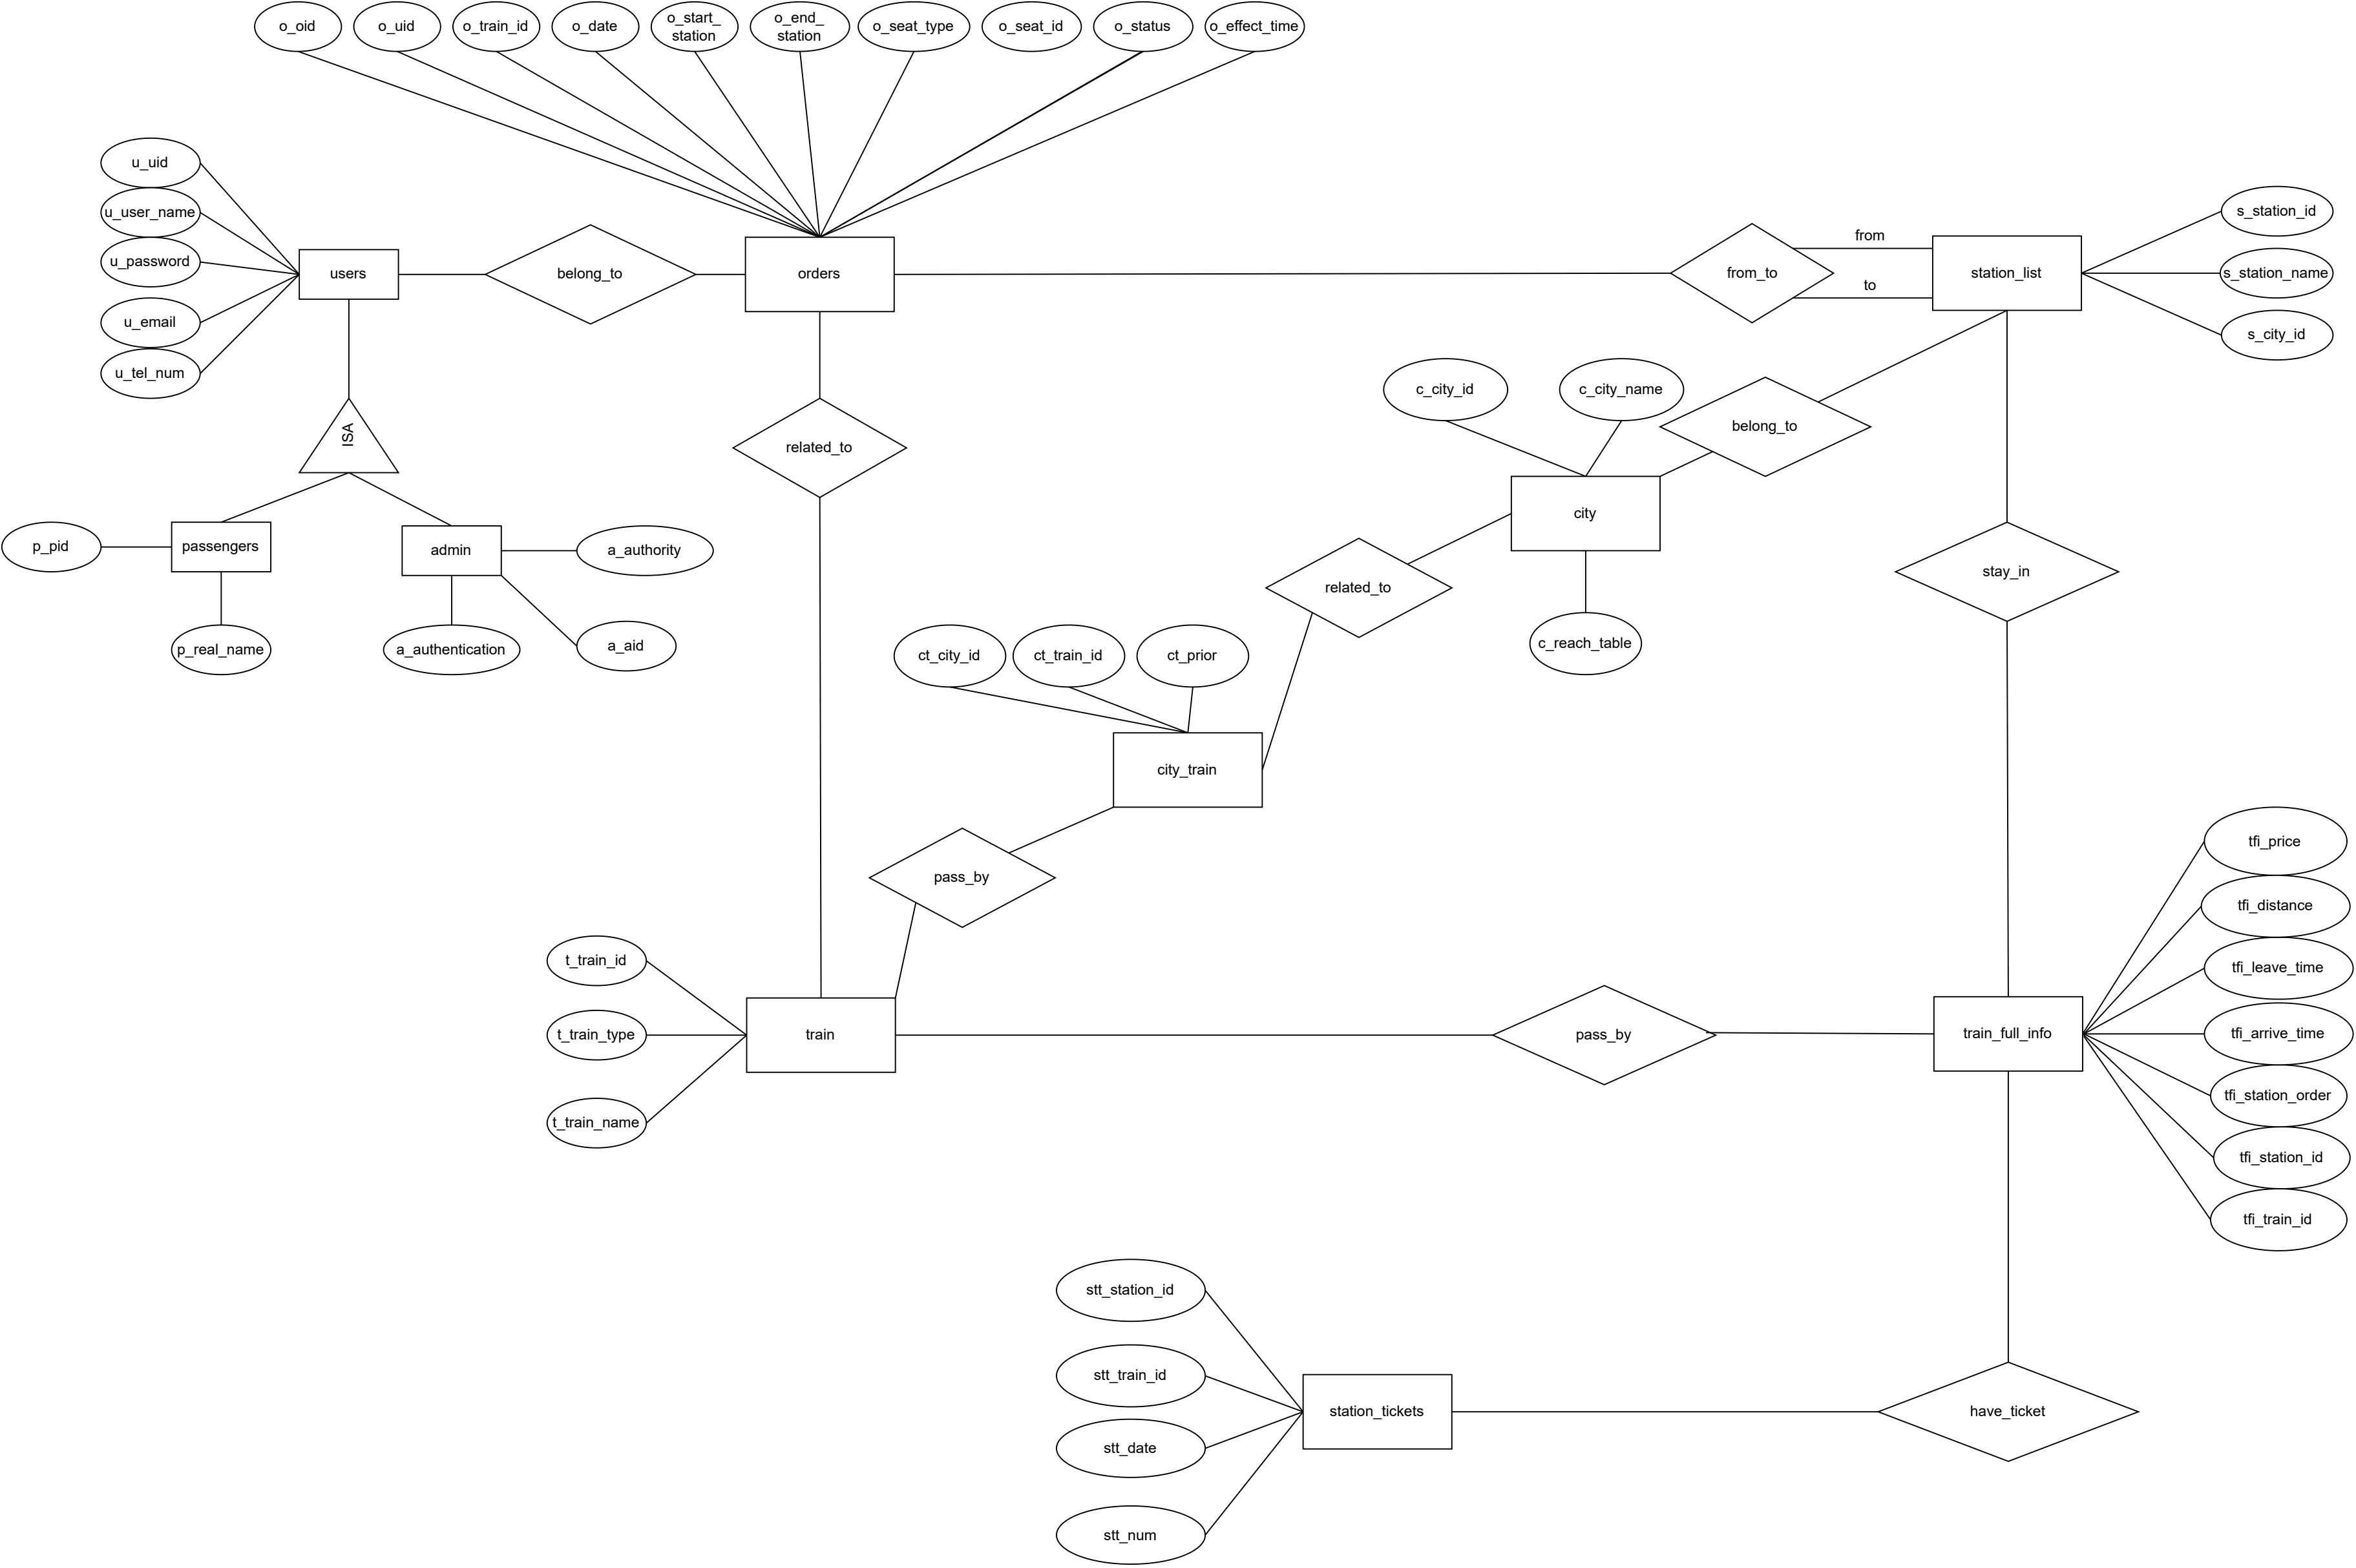 o_oid
o_uid
o_train_id
o_date
o_start_
station
o_end_
station
o_seat_type
o_seat_id
o_status
o_effect_time
u_uid
u_user_name
u_password
u_email
u_tel_num
users
belong_to
orders
from_to
from
to
station_list
s_station_id
s_station_name
s_city_id
ISA
related_to
c_city_id
c_city_name
belong_to
p_pid
passengers
admin
a_authority
p_real_name
a_authentication
a_aid
city
stay_in
related_to
c_reach_table
ct_city_id
ct_train_id
ct_prior
city_train
pass_by
t_train_id
t_train_type
t_train_name
train
pass_by
train_full_info
tfi_price
tfi_distance
tfi_leave_time
tfi_arrive_time
tfi_station_order
tfi_station_id
tfi_train_id
stt_station_id
stt_train_id
stt_date
stt_num
station_tickets
have_ticket